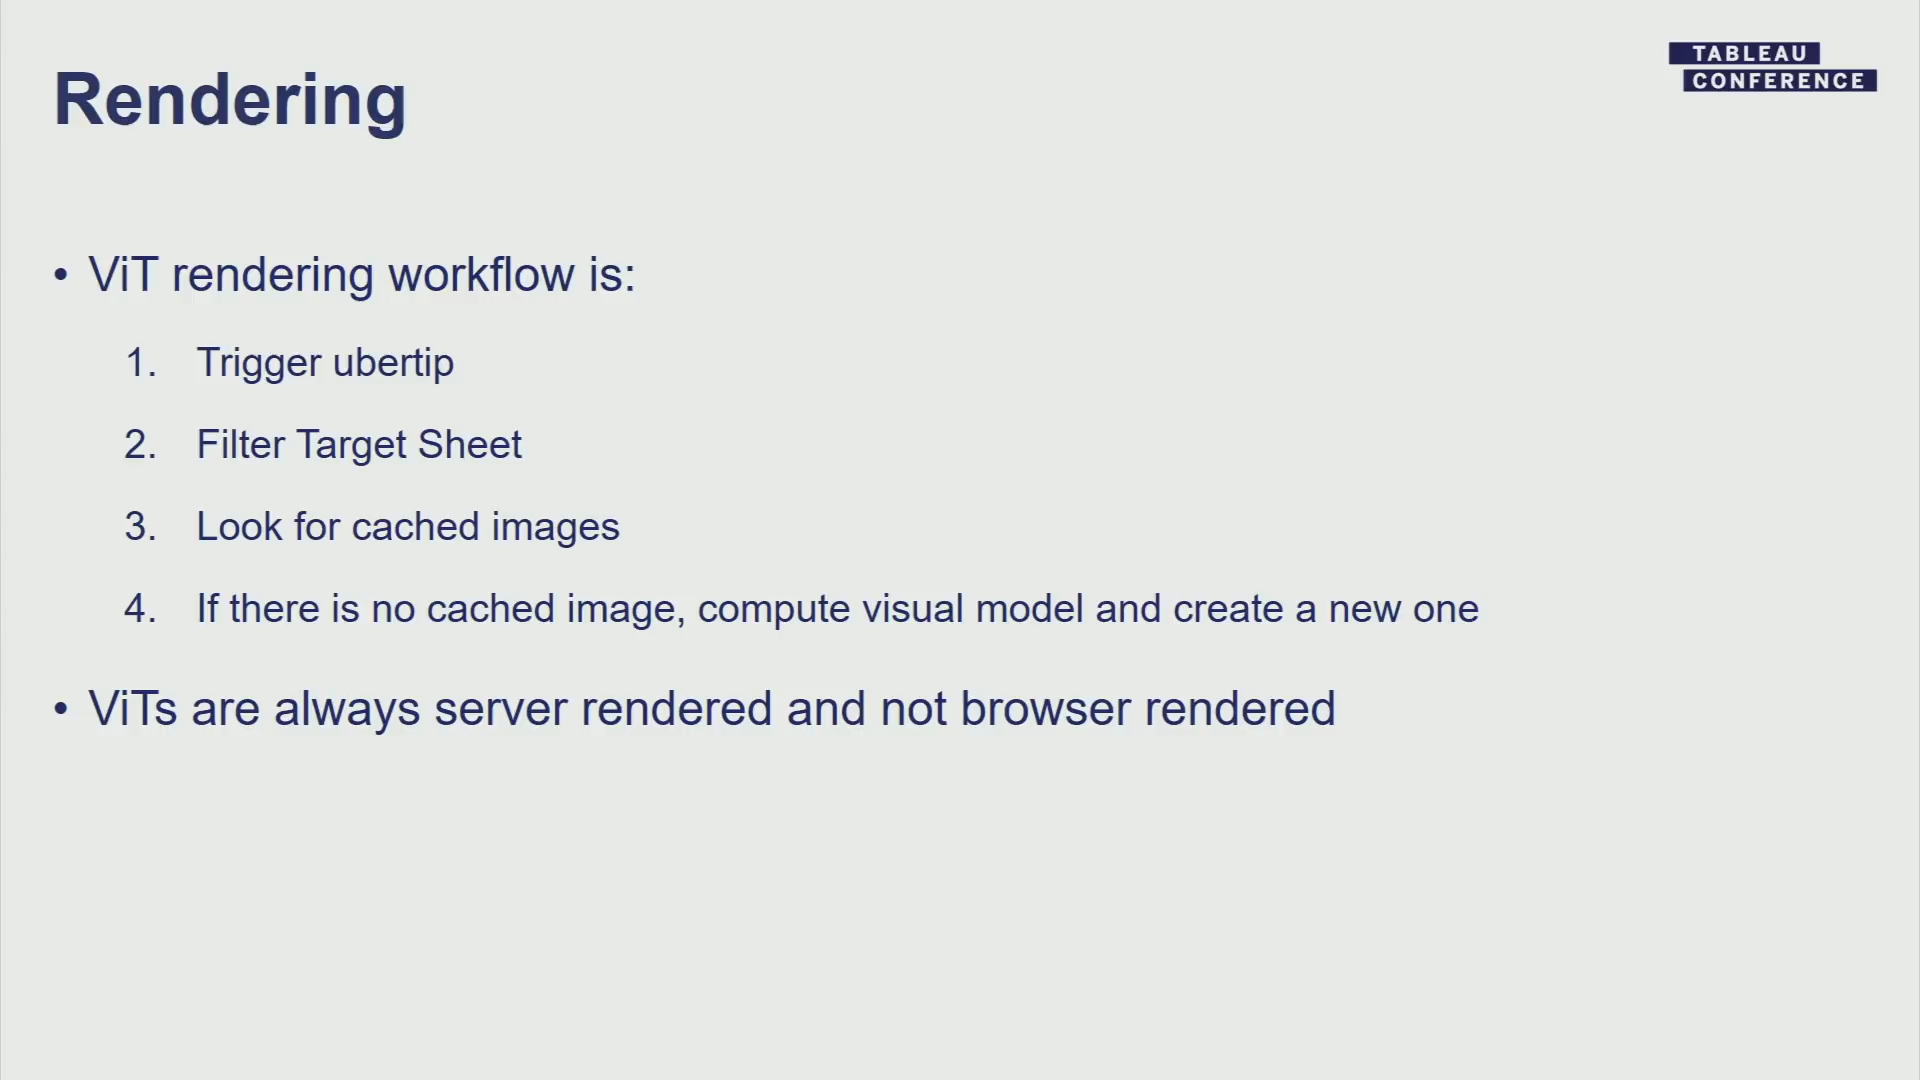 Rendering
TABLEAU
CONFERENCE
• ViT rendering workflow is:
1. Trigger ubertip
2. Filter Target Sheet
3. Look for cached images
4. If there is no cached image, compute visual model and create a new one
• ViTs are always server rendered and not browser rendered